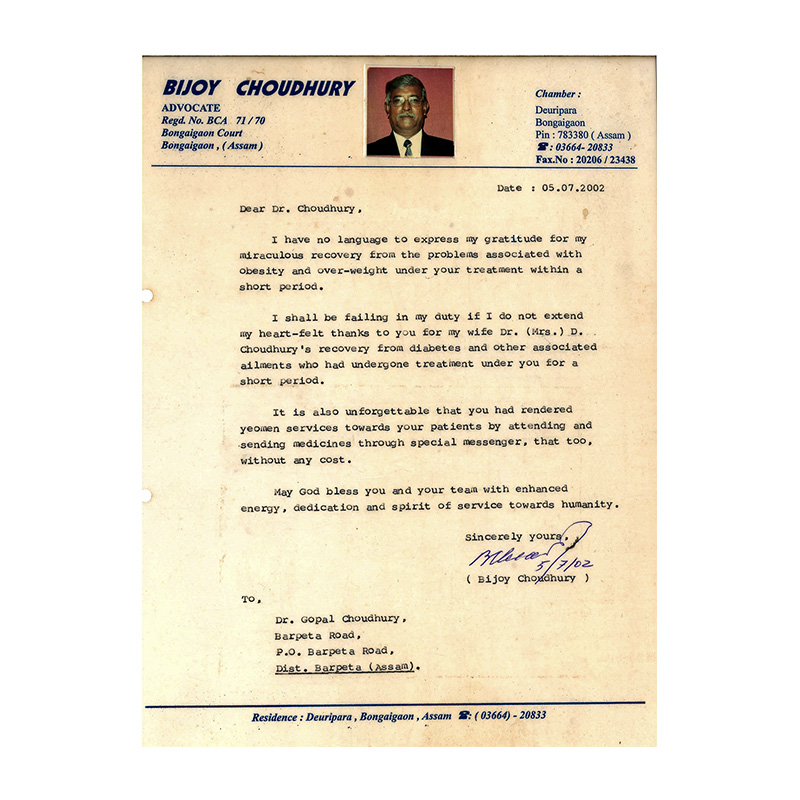 BIJOY CHOUDHURY
ADVOCATE
Regd. No. BCA 71 / 70
Bongaigaon Court
Bongaigaon , ( Assam )
Chamber :
Deuripara
Bongaigaon
Pin : 783380 ( Assam )
☎ : 03664- 20833
Fax.No : 20206 / 23438
Date : 05.07.2002
Dear Dr. Choudhury,
I have no language to express my gratitude for my
miraculous recovery from the problems associated with
obesity and over-weight under your treatment within a
short period.
I shall be failing in my duty if I do not extend
my heart-felt thanks to you for my wife Dr. (Mrs.) D.
Choudhury's recovery from diabetes and other associated
ailments who had undergone treatment under you for a
short period.
It is also unforgettable that you had rendered
yeomen services towards your patients by attending and
sending medicines through special messenger, that too,
without any cost.
May God bless you and your team with enhanced
energy, dedication and spirit of service towards humanity.
Sincerely yours,
5/7/02
( Bijoy Choudhury )
To,
Dr. Gopal Choudhury,
Barpeta Road,
P.O. Barpeta Road,
Dist. Barpeta (Assam).
Residence : Deuripara , Bongaigaon , Assam ☎: ( 03664) - 20833